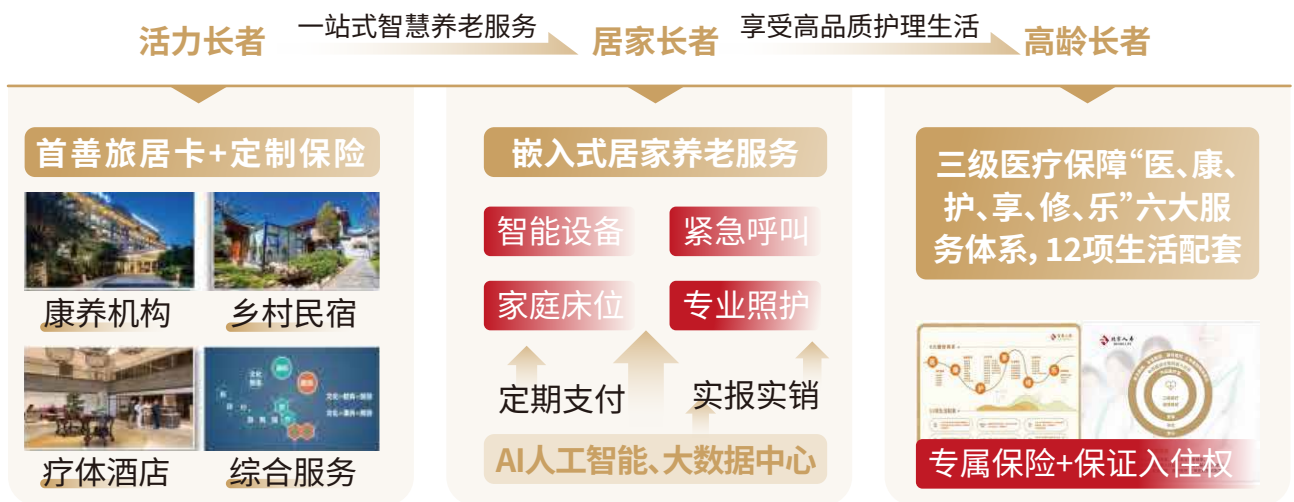 活力长者
一站式智慧养老服务
居家长者
享受高品质护理生活
高龄长者
首善旅居卡+定制保险
康养机构
乡村民宿
疗体酒店
综合服务
嵌入式居家养老服务
智能设备
紧急呼叫
家庭床位
专业照护
定期支付
实报实销
AI人工智能、大数据中心
三级医疗保障“医、康、
护、享、修、乐”六大服
务体系，12项生活配套
专属保险+保证入住权